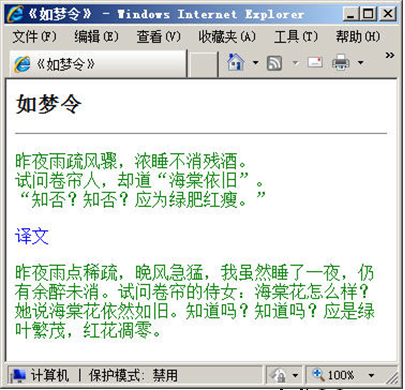 《如梦令》 - Windows Internet Explorer
文件(F) 编辑(E) 查看(V) 收藏夹(A) 工具(T) 帮助(H)
《如梦令》
»
如梦令
昨夜雨疏风骤，浓睡不消残酒。
试问卷帘人，却道“海棠依旧”。
“知否？知否？应为绿肥红瘦。”
译文
昨夜雨点稀疏，晚风急猛，我虽然睡了一夜，仍
有余醉未消。试问卷帘的侍女：海棠花怎么样？
她说海棠花依然如旧。知道吗？知道吗？应是绿
叶繁茂，红花凋零。
计算机 | 保护模式: 禁用 100%